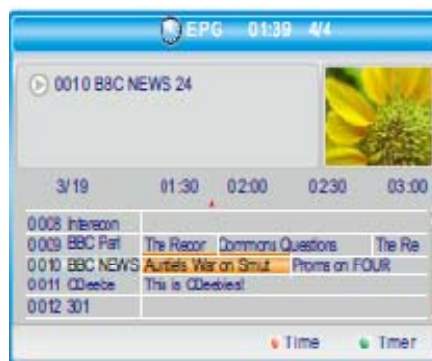 EPG 01:39 4/4
0010 BBC NEWS 24
3/19 01:30 02:00 02:30 03:00
0008 Interacon
0009 BBC Parl The Recor Commons Questions The Re
0010 BBC NEWS Auntie's War on Smut Proms on FOUR
0011 CBeebie This is CBeebies!
0012 301
Time Timer